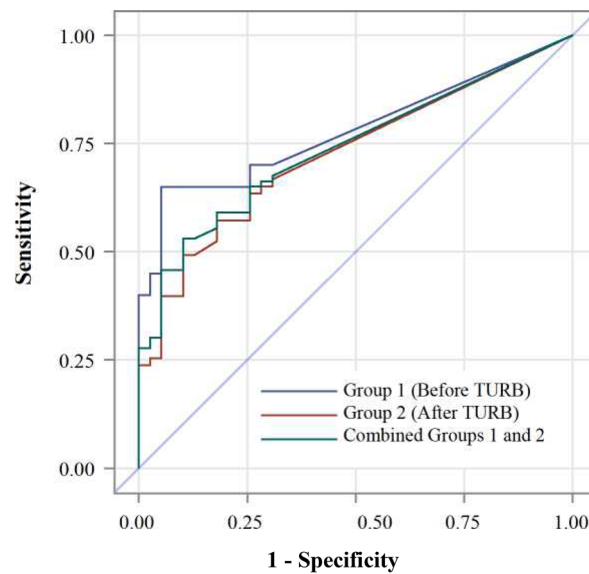 1.00
0.75
0.50
0.25
0.00
Sensitivity
Group 1 (Before TURB)
Group 2 (After TURB)
Combined Groups 1 and 2
0.00 0.25 0.50 0.75 1.00
1 - Specificity